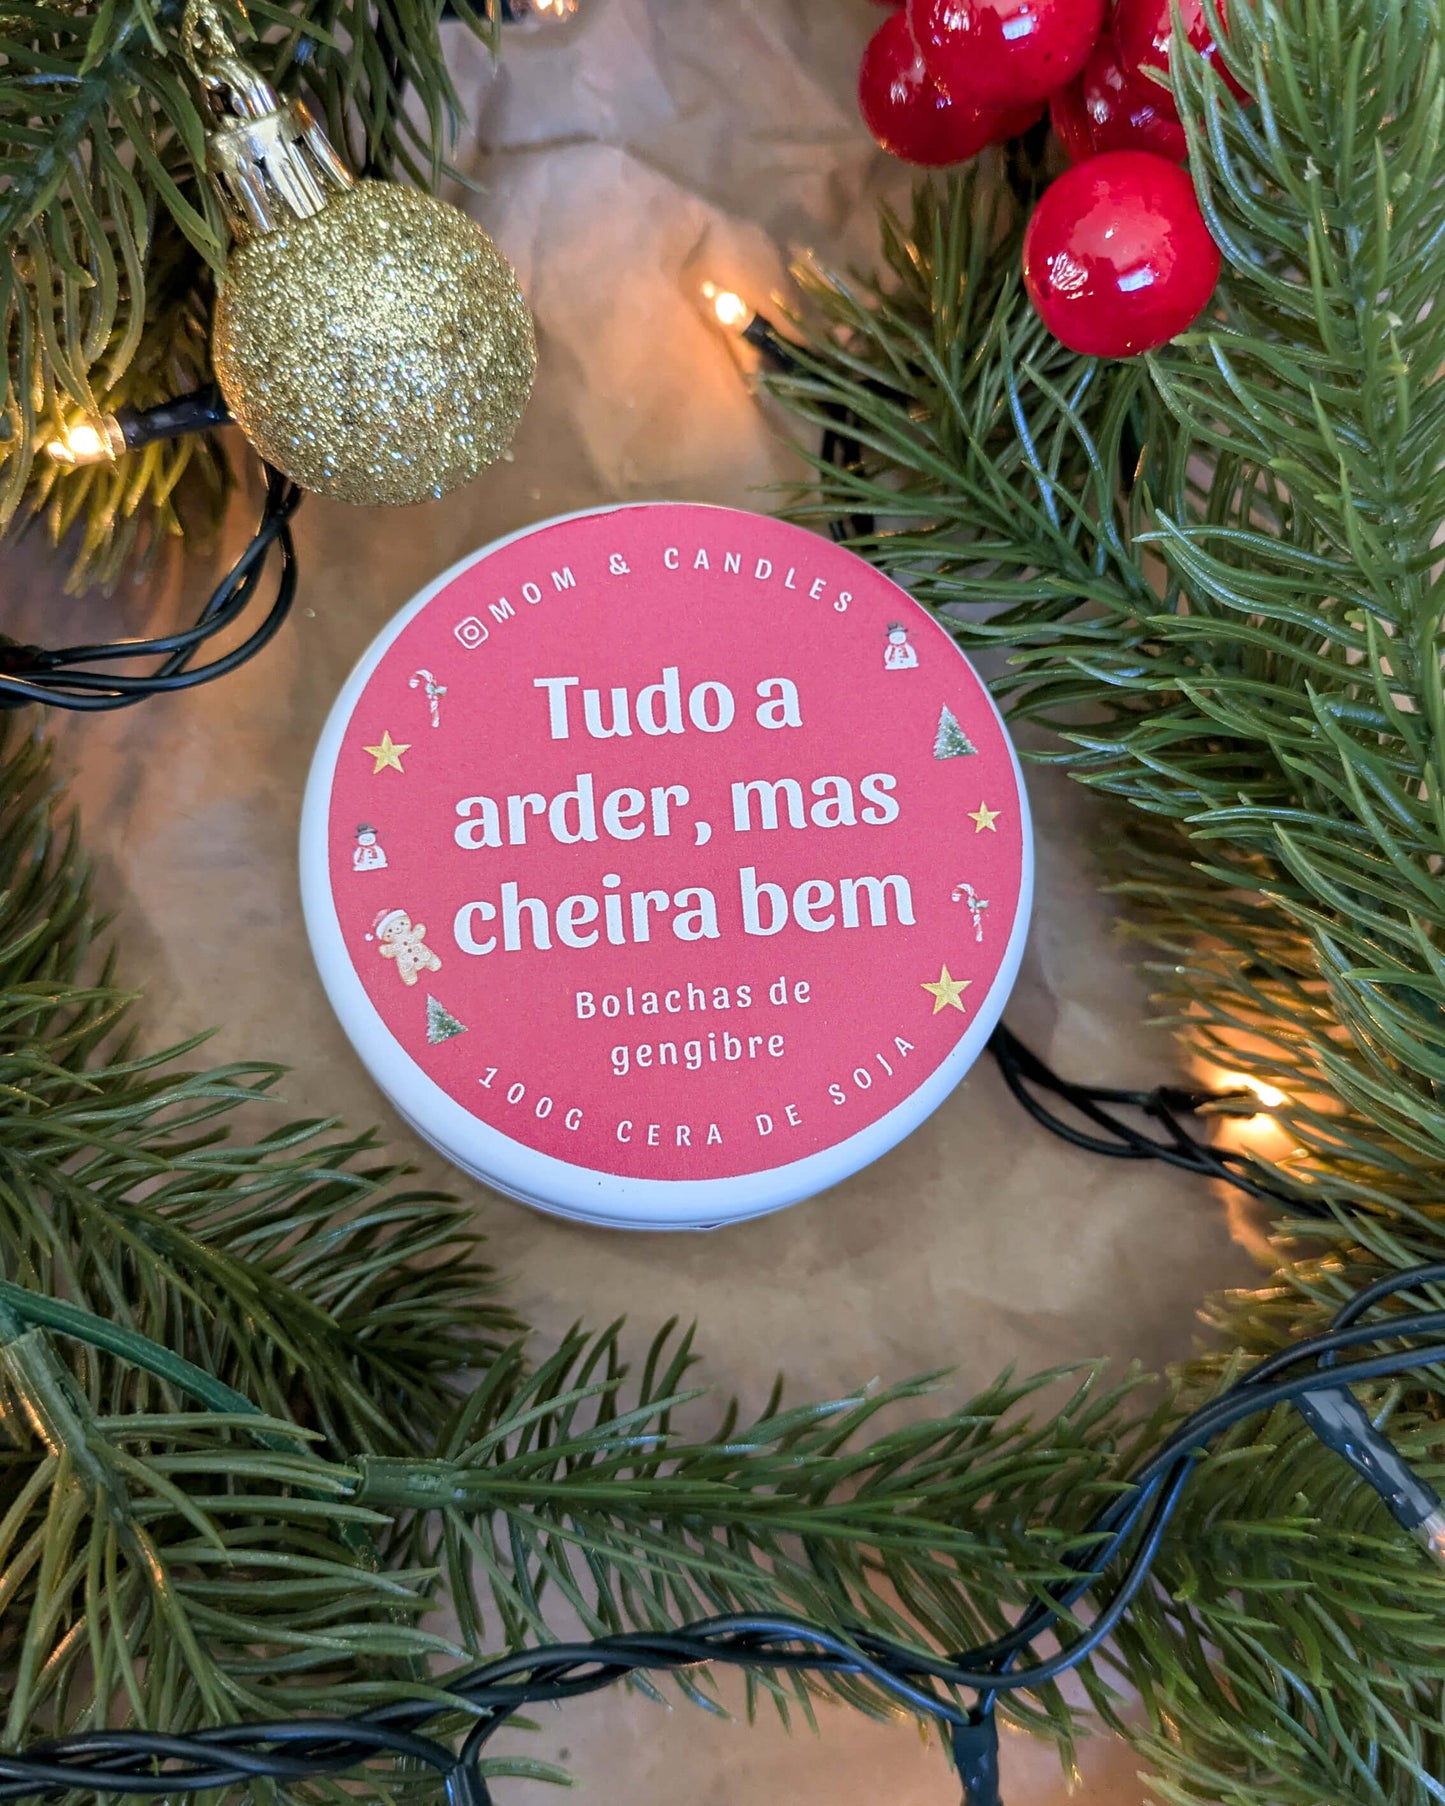 MOM & CANDLES
Tudo a
arder, mas
cheira bem
Bolachas de
gengibre
100G CERA DE SOJA